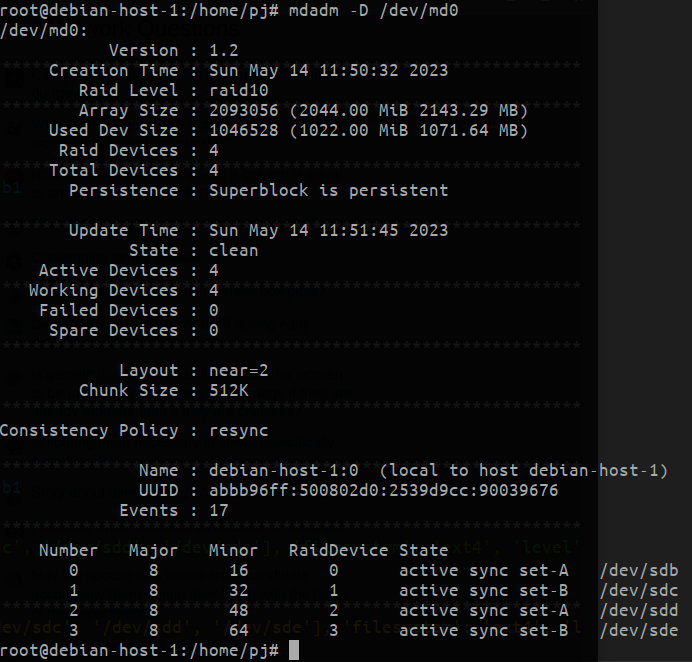 root@debian-host-1:/home/pj# mdadm -D /dev/md0
/dev/md0:
Version : 1.2
Creation Time : Sun May 14 11:50:32 2023
Raid Level : raid10
Array Size : 2093056 (2044.00 MiB 2143.29 MB)
Used Dev Size : 1046528 (1022.00 MiB 1071.64 MB)
Raid Devices : 4
Total Devices : 4
Persistence : Superblock is persistent
Update Time : Sun May 14 11:51:45 2023
State : clean
Active Devices : 4
Working Devices : 4
Failed Devices : 0
Spare Devices : 0
Layout : near=2
Chunk Size : 512K
Consistency Policy : resync
Name : debian-host-1:0  (local to host debian-host-1)
UUID : abbb96ff:500802d0:2539d9cc:90039676
Events : 17
Number   Major   Minor   RaidDevice State
0       8       16        0      active sync set-A   /dev/sdb
1       8       32        1      active sync set-B   /dev/sdc
2       8       48        2      active sync set-A   /dev/sdd
3       8       64        3      active sync set-B   /dev/sde
root@debian-host-1:/home/pj#